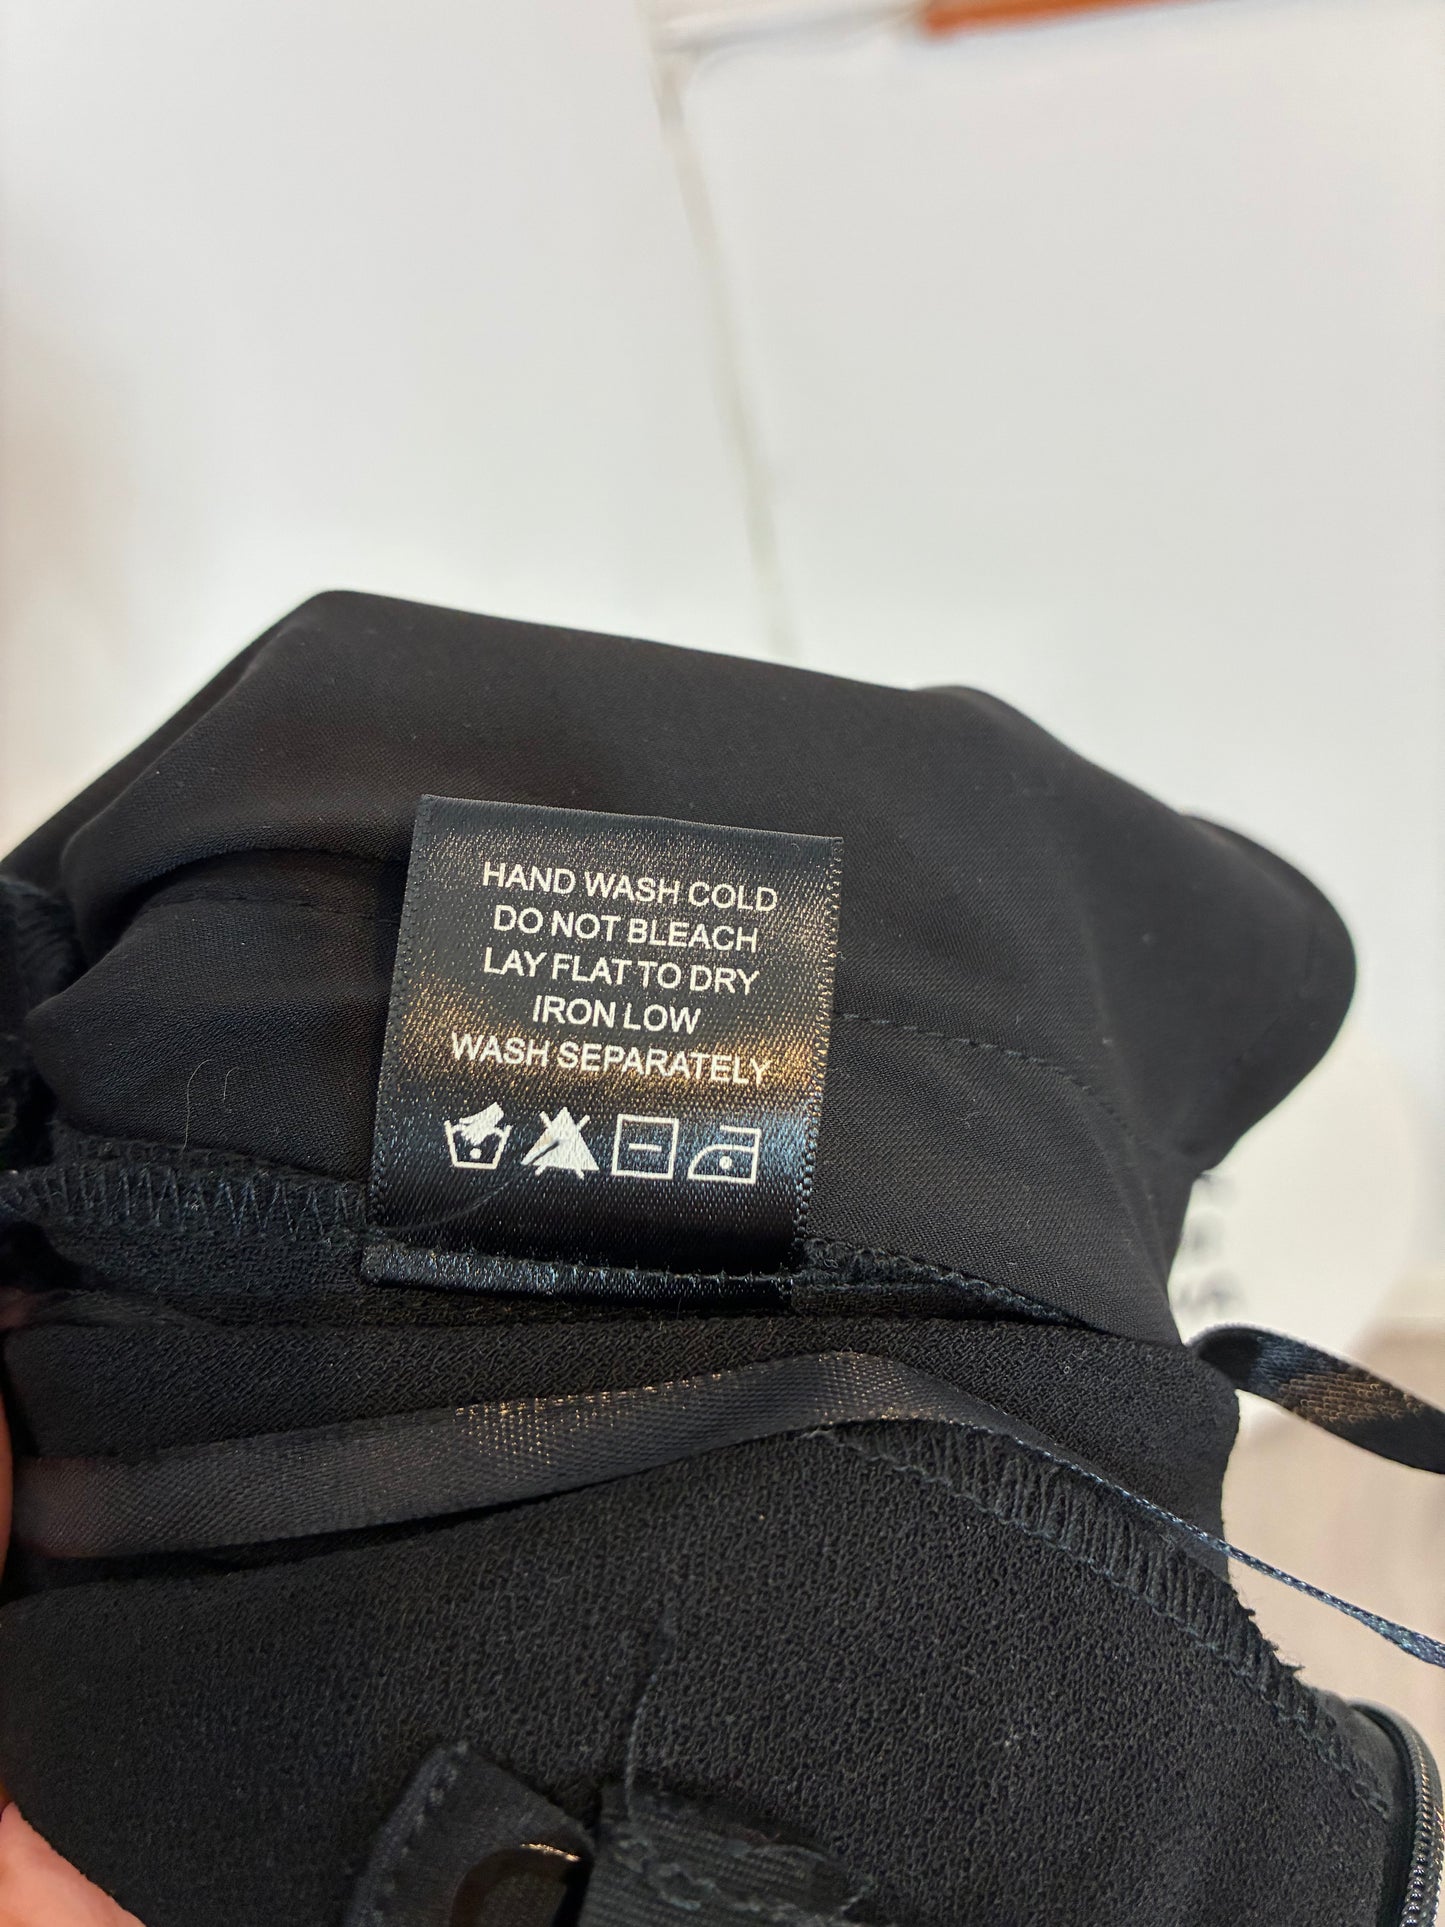 HAND WASH COLD
DO NOT BLEACH
LAY FLAT TO DRY
IRON LOW
WASH SEPARATELY